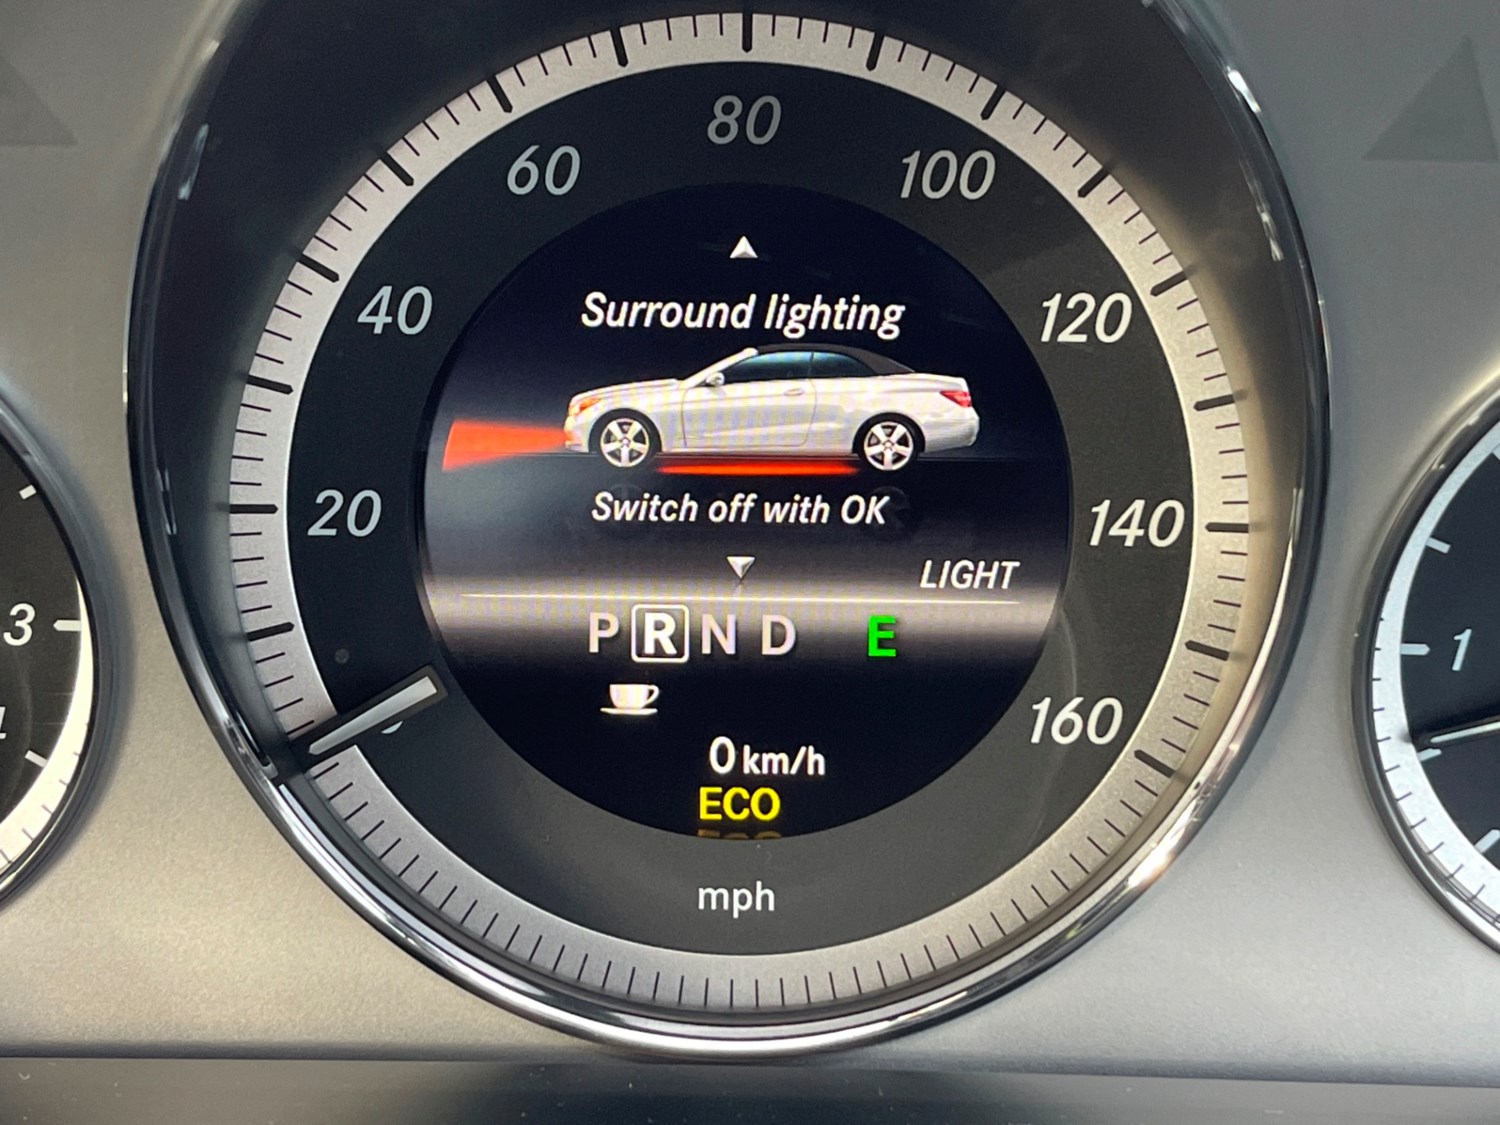 80
60
100
40
120
Surround lighting
Switch off with OK
20
140
LIGHT
P R N D E
3
1
160
0 km/h
ECO
mph